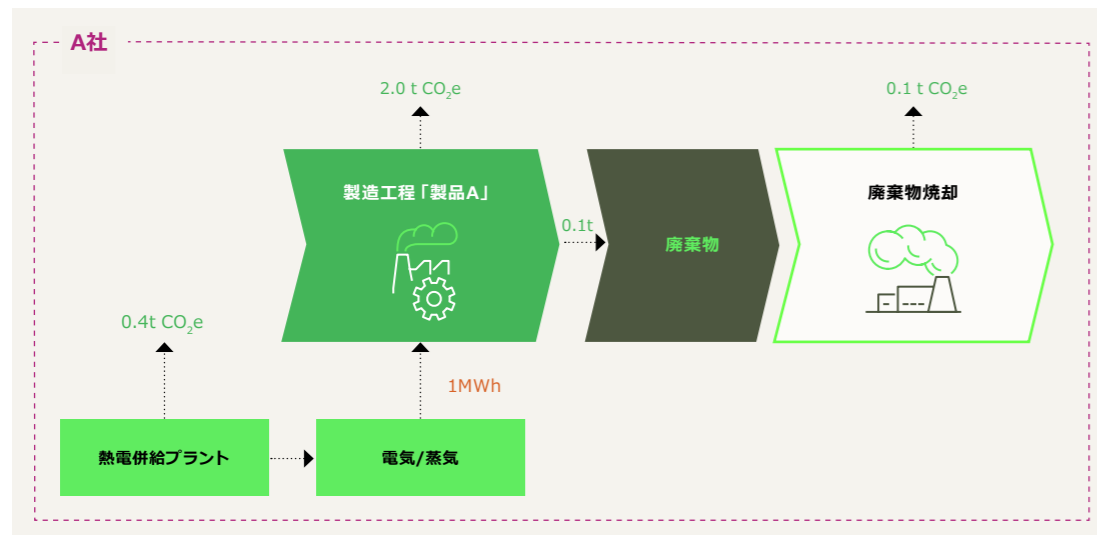 A社
2.0 t CO₂e
0.1 t CO₂e
製造工程「製品A」
廃棄物焼却
0.1t
廃棄物
0.4t CO₂e
1MWh
熱電併給プラント
電気/蒸気